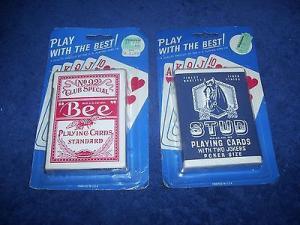 PLAY
WITH THE BEST!
No 92
CLUB SPECIAL
"Bee"
PLAYING CARDS
STANDARD
PLAY
WITH THE BEST!
STUD
PLAYING CARDS
WITH TWO JOKERS
POKER SIZE